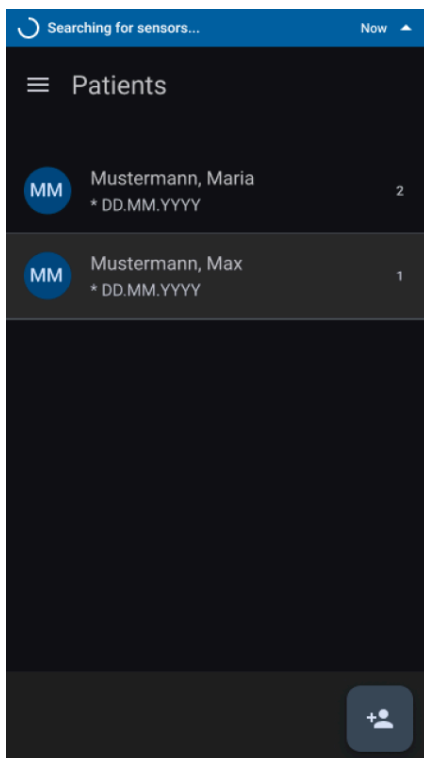 Searching for sensors... Now
Patients
MM Mustermann, Maria 2
* DD.MM.YYYY
MM Mustermann, Max 1
* DD.MM.YYYY